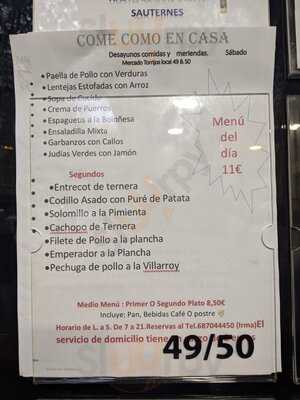 SAUTERNES
COME COMO EN CASA
Desayunos comidas y meriendas. Sábado
Mercado Torrijos local 49 & 50
Paella de Pollo con Verduras
Lentejas Estofadas con Arroz
Sopa de Cocido
Crema de Puerros
Espagueta a la Boloñesa
Ensaladilla Mixta
Garbanzos con Callos
Judías Verdes con Jamón
Menú
del
día
11€
Segundos
Entrecot de ternera
Codillo Asado con Puré de Patata
Solomillo a la Pimienta
Cachopo de Ternera
Filete de Pollo a la plancha
Emperador a la Plancha
Pechuga de pollo a la Villarroy
Medio Menú : Primer O Segundo Plato 8,50€
Incluye: Pan, Bebidas Café O postre
Horario de L. a S. De 7 a 21.Reservas al Tel.687044450 (Irma)El
servicio de domicilio tiene
49/50